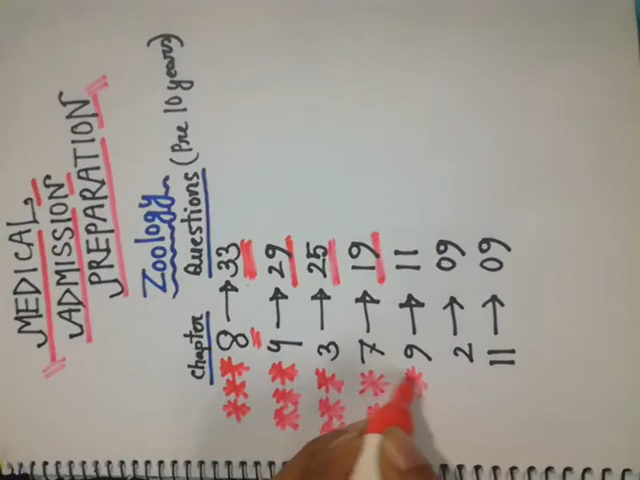 MEDICAL
ADMISSION
PREPARATION
Zoology
Chapter Questions (Pre 10 years)
***8 → 33
***4 → 29
***3 → 25
**7 → 19
*9 → 11
2 → 09
11 → 09